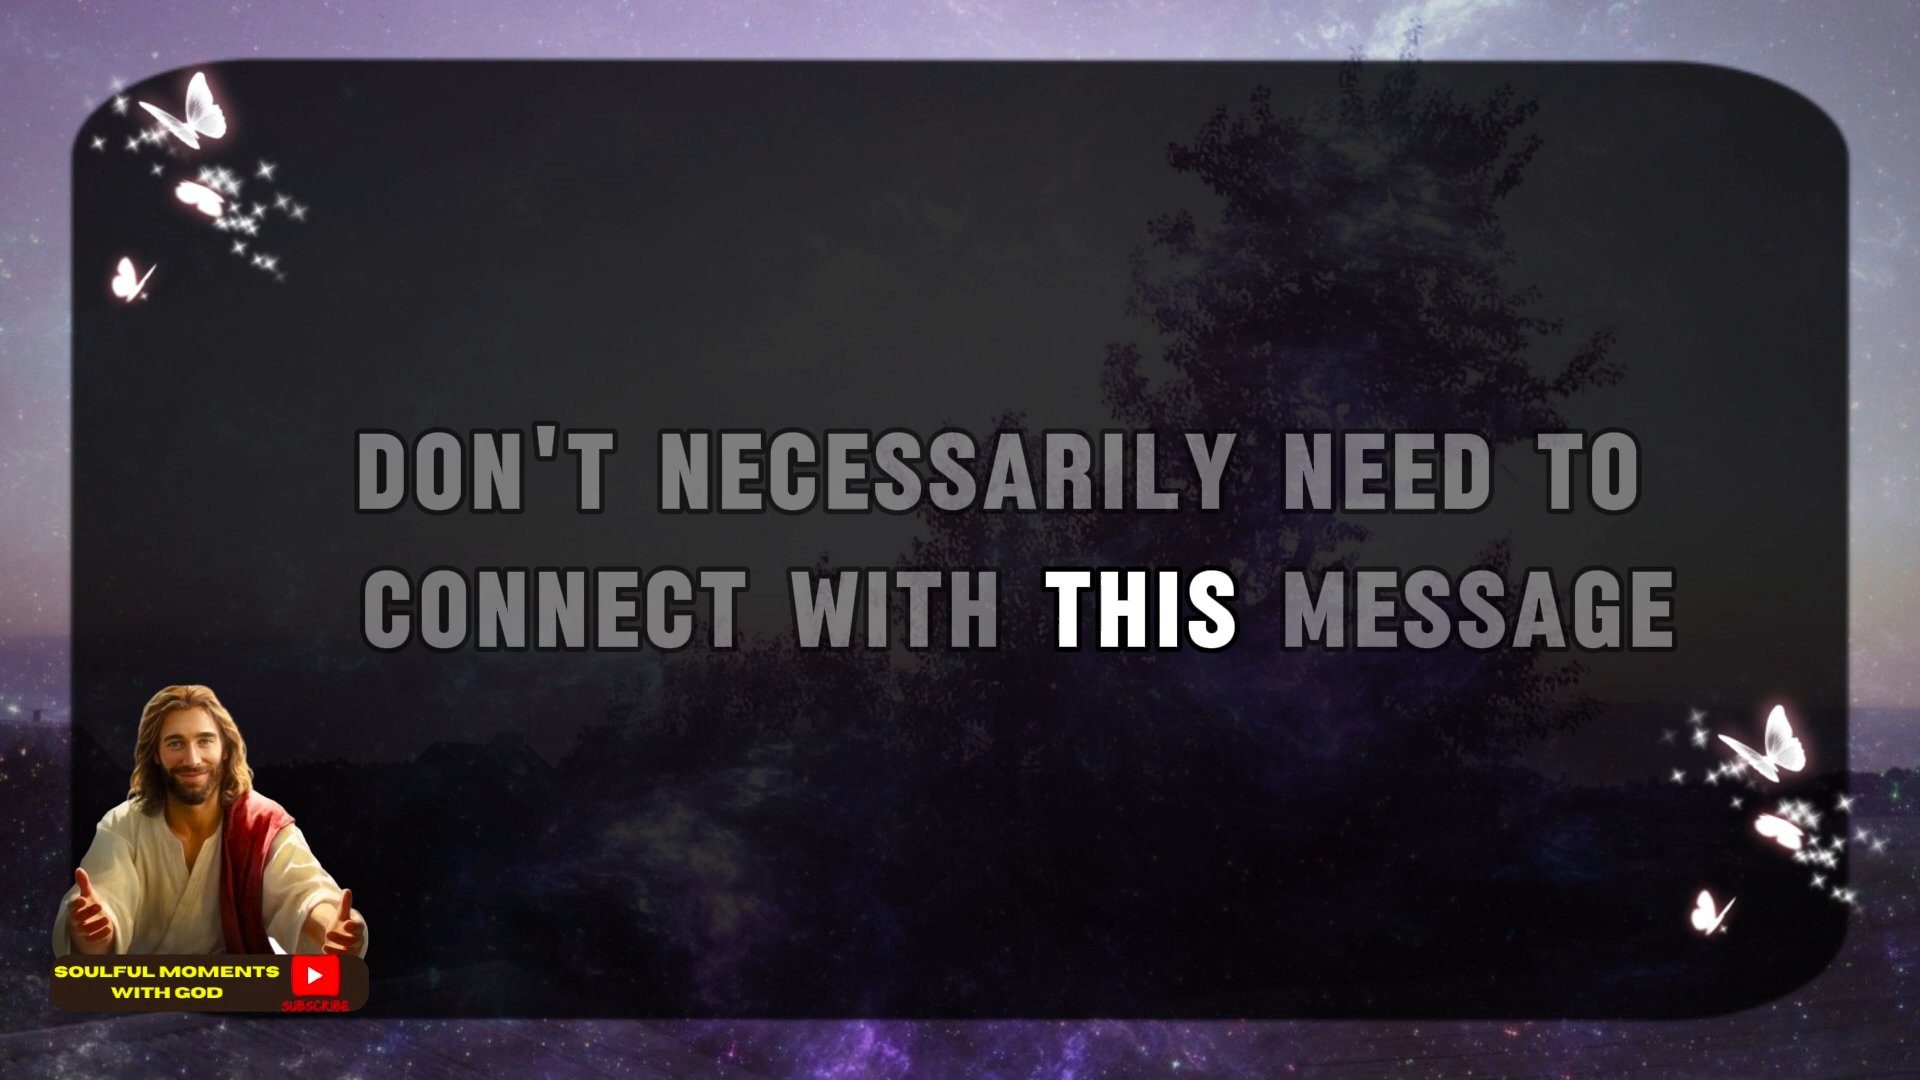 DON'T NECESSARILY NEED TO
CONNECT WITH THIS MESSAGE
SOULFUL MOMENTS
WITH GOD
SUBSCRIBE